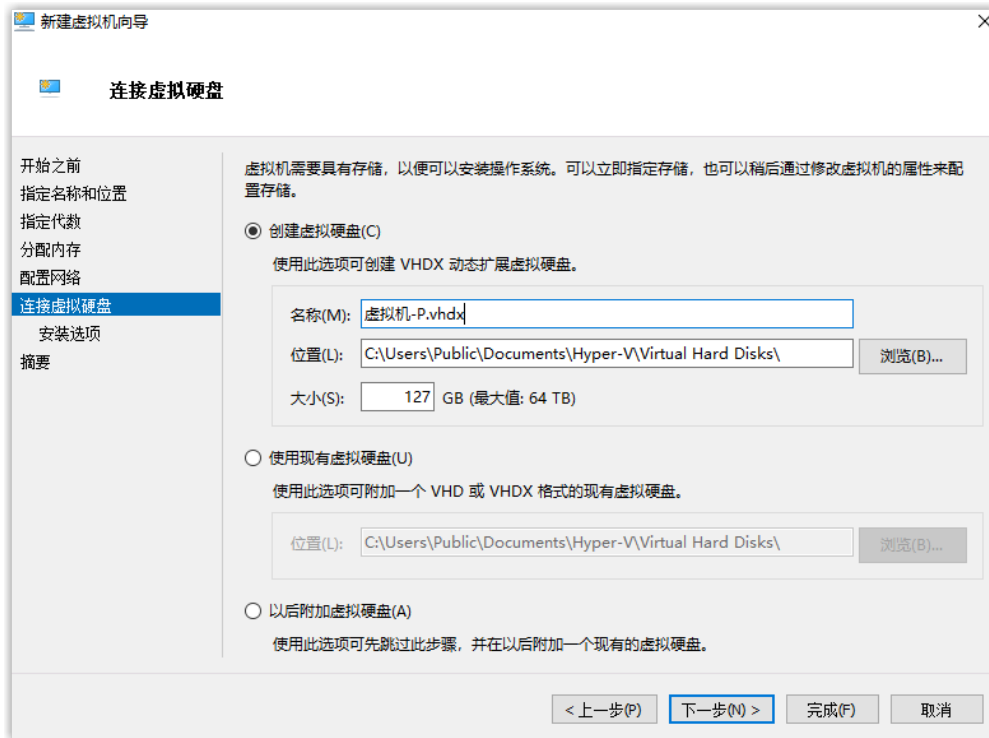 新建虚拟机向导
连接虚拟硬盘
开始之前
指定名称和位置
指定代数
分配内存
配置网络
连接虚拟硬盘
安装选项
摘要
虚拟机需要具有存储，以便可以安装操作系统。可以立即指定存储，也可以稍后通过修改虚拟机的属性来配
置存储。
创建虚拟硬盘(C)
使用此选项可创建 VHDX 动态扩展虚拟硬盘。
名称(M): 虚拟机-P.vhdx
位置(L): C:\Users\Public\Documents\Hyper-V\Virtual Hard Disks\ 浏览(B)...
大小(S): 127 GB (最大值: 64 TB)
使用现有虚拟硬盘(U)
使用此选项可附加一个 VHD 或 VHDX 格式的现有虚拟硬盘。
位置(L): C:\Users\Public\Documents\Hyper-V\Virtual Hard Disks\ 浏览(B)...
以后附加虚拟硬盘(A)
使用此选项可先跳过此步骤，并在以后附加一个现有的虚拟硬盘。
< 上一步(P) 下一步(N) > 完成(F) 取消